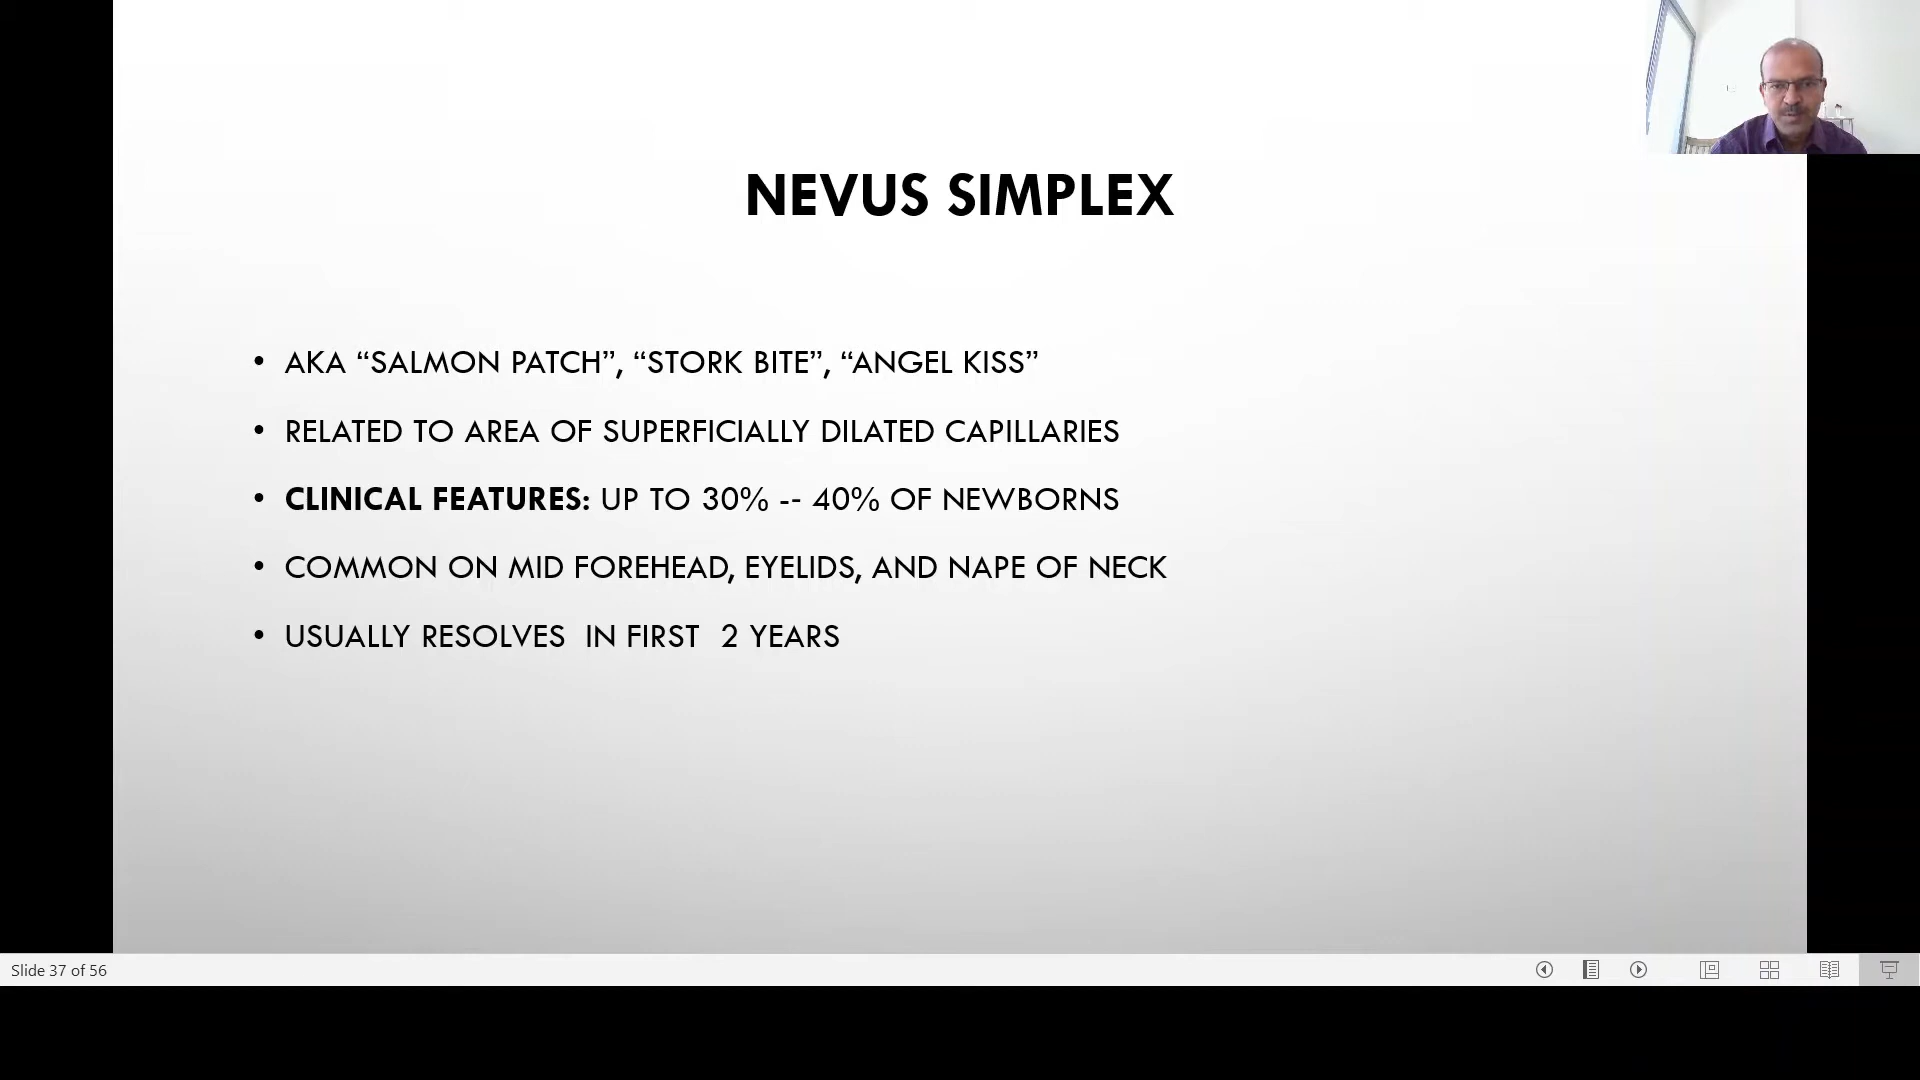 NEVUS SIMPLEX
• AKA “SALMON PATCH”, “STORK BITE”, “ANGEL KISS”
• RELATED TO AREA OF SUPERFICIALLY DILATED CAPILLARIES
• CLINICAL FEATURES: UP TO 30% -- 40% OF NEWBORNS
• COMMON ON MID FOREHEAD, EYELIDS, AND NAPE OF NECK
• USUALLY RESOLVES  IN FIRST  2 YEARS
Slide 37 of 56